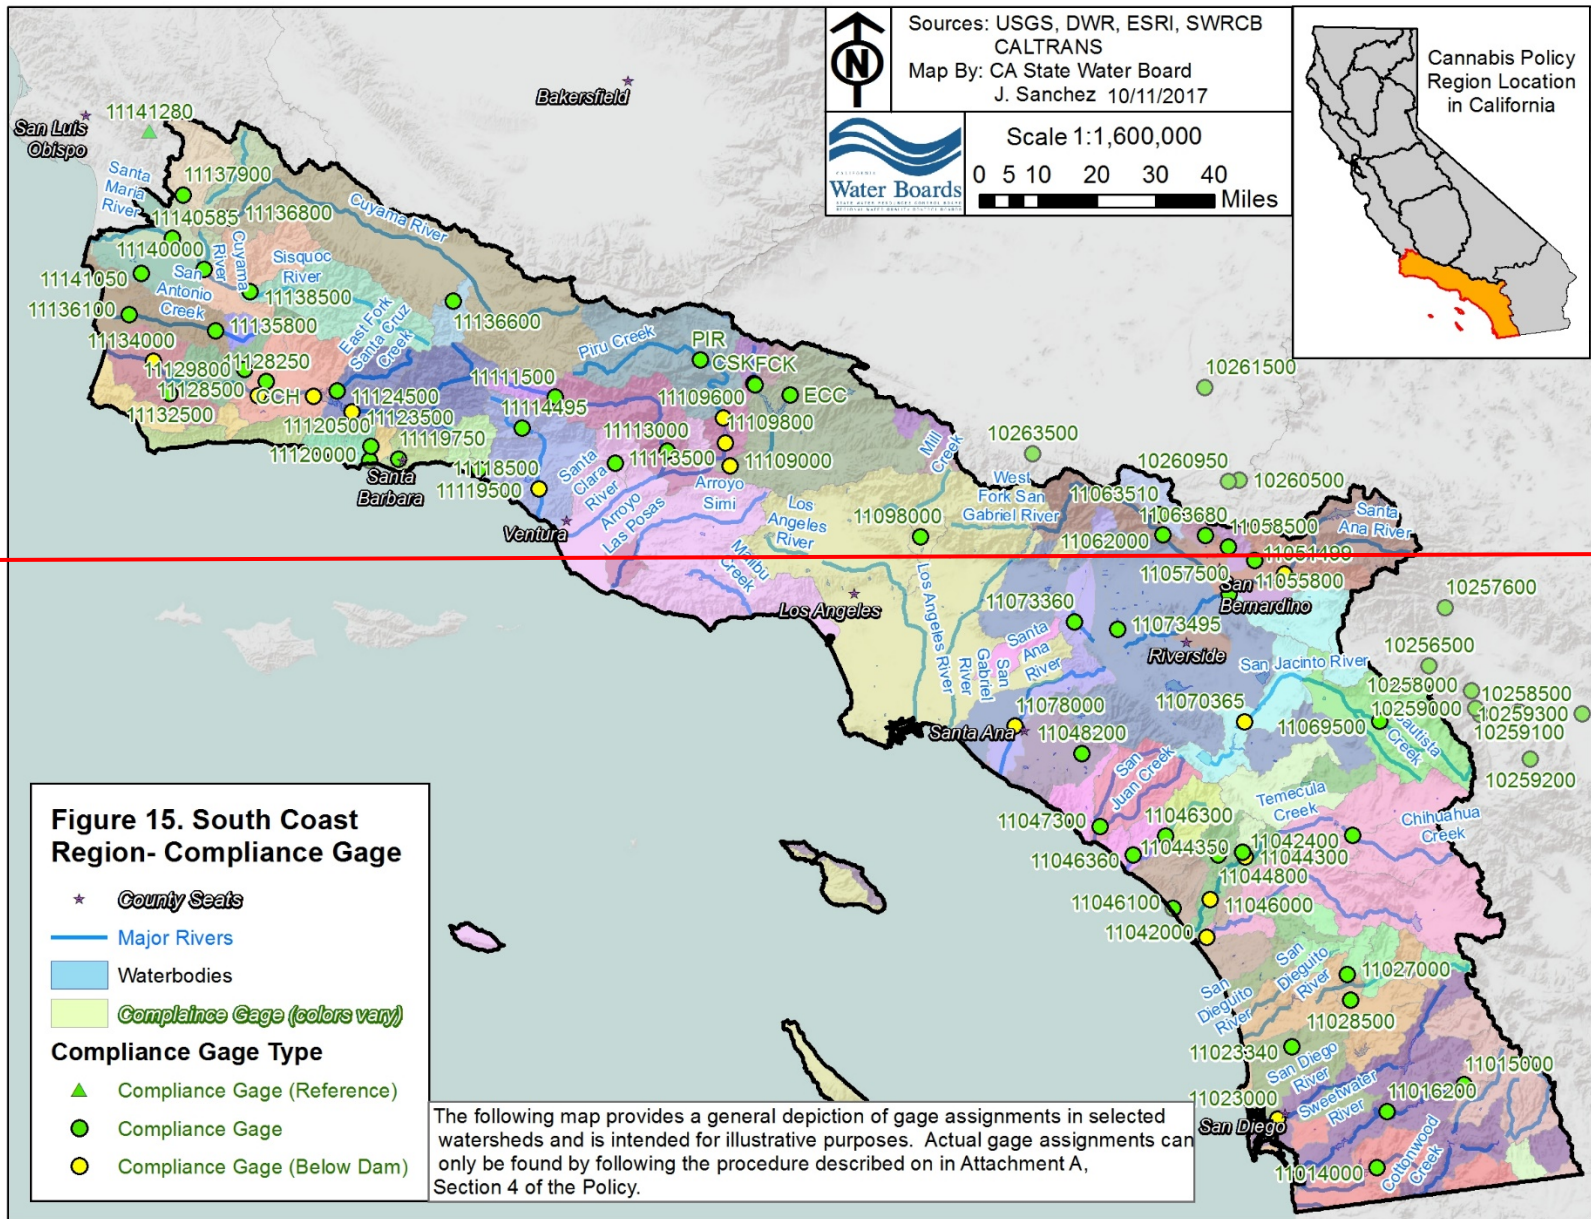 Sources: USGS, DWR, ESRI, SWRCB
CALTRANS
Map By: CA State Water Board
J. Sanchez 10/11/2017
N
CALIFORNIA
Water Boards
STATE WATER RESOURCES CONTROL BOARD
REGIONAL WATER QUALITY CONTROL BOARDS
Scale 1:1,600,000
0 5 10 20 30 40
Miles
Cannabis Policy
Region Location
in California
Bakersfield
San Luis
Obispo
11141280
Santa
Maria
River
11137900
11140585
11136800
11140000
Cuyama River
Cuyama
River
Sisquoc
River
11141050
San
Antonio
Creek
11138500
11136100
11135800
11136600
East Fork
Santa Cruz
Creek
11134000
11129800
11128250
11128500
CCH
11132500
11124500
11120500
11123500
11119750
11120000
Santa
Barbara
11118500
11119500
11111500
11114495
Piru Creek
PIR
CSK
FCK
ECC
11109600
11109800
11113000
11113500
11109000
Santa
Clara
River
Arroyo
Simi
Arroyo
Las Posas
Ventura
Malibu
Creek
Los
Angeles
River
Mill
Creek
11098000
Los Angeles
Los Angeles River
West
Fork San
Gabriel River
San
Gabriel
River
10261500
10263500
10260950
10260500
11063510
11063680
11058500
Santa
Ana River
11062000
11051499
11057500
11055800
San
Bernardino
11073360
11073495
Santa
Ana
River
Riverside
San Jacinto River
10257600
10256500
10258000
10258500
10259000
10259300
10259100
10259200
11070365
11069500
Bautista
Creek
11078000
Santa Ana
11048200
San
Juan Creek
Temecula
Creek
Chihuahua
Creek
11047300
11046300
11042400
11046360
11044350
11044300
11044800
11046100
11046000
11042000
San
Dieguito
River
San
Dieguito
River
11027000
11028500
11023340
San Diego
River
11015000
11016200
Sweetwater
River
11023000
San Diego
11014000
Cottonwood
Creek
Figure 15. South Coast
Region- Compliance Gage
County Seats
Major Rivers
Waterbodies
Complaince Gage (colors vary)
Compliance Gage Type
Compliance Gage (Reference)
Compliance Gage
Compliance Gage (Below Dam)
The following map provides a general depiction of gage assignments in selected
watersheds and is intended for illustrative purposes. Actual gage assignments can
only be found by following the procedure described on in Attachment A,
Section 4 of the Policy.